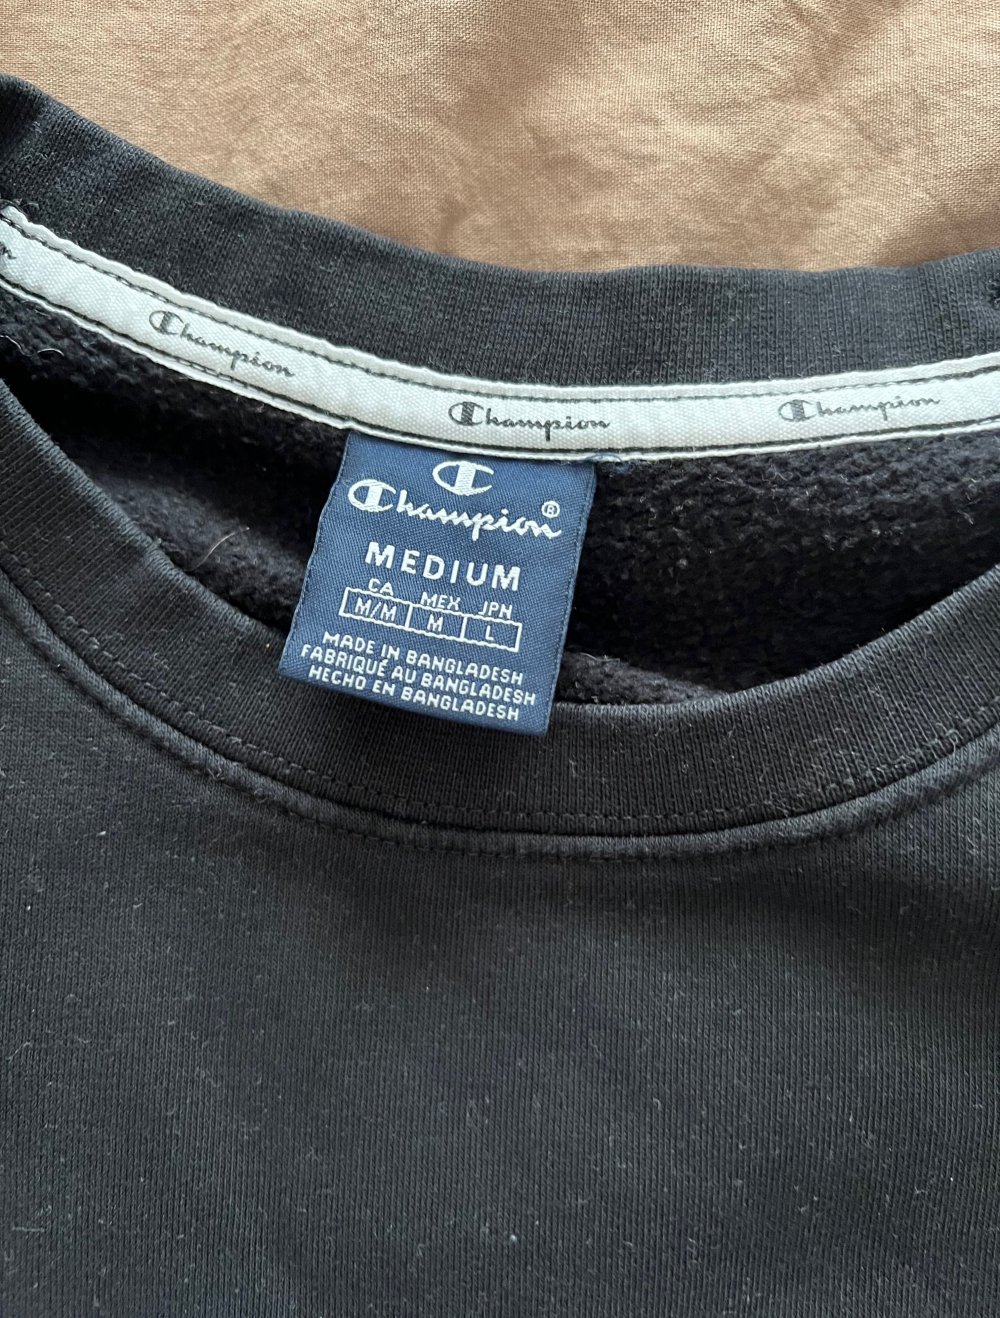 Champion
Champion
Champion
Champion®
MEDIUM
CA MEX JPN
M/M M L
MADE IN BANGLADESH
FABRIQUÉ AU BANGLADESH
HECHO EN BANGLADESH